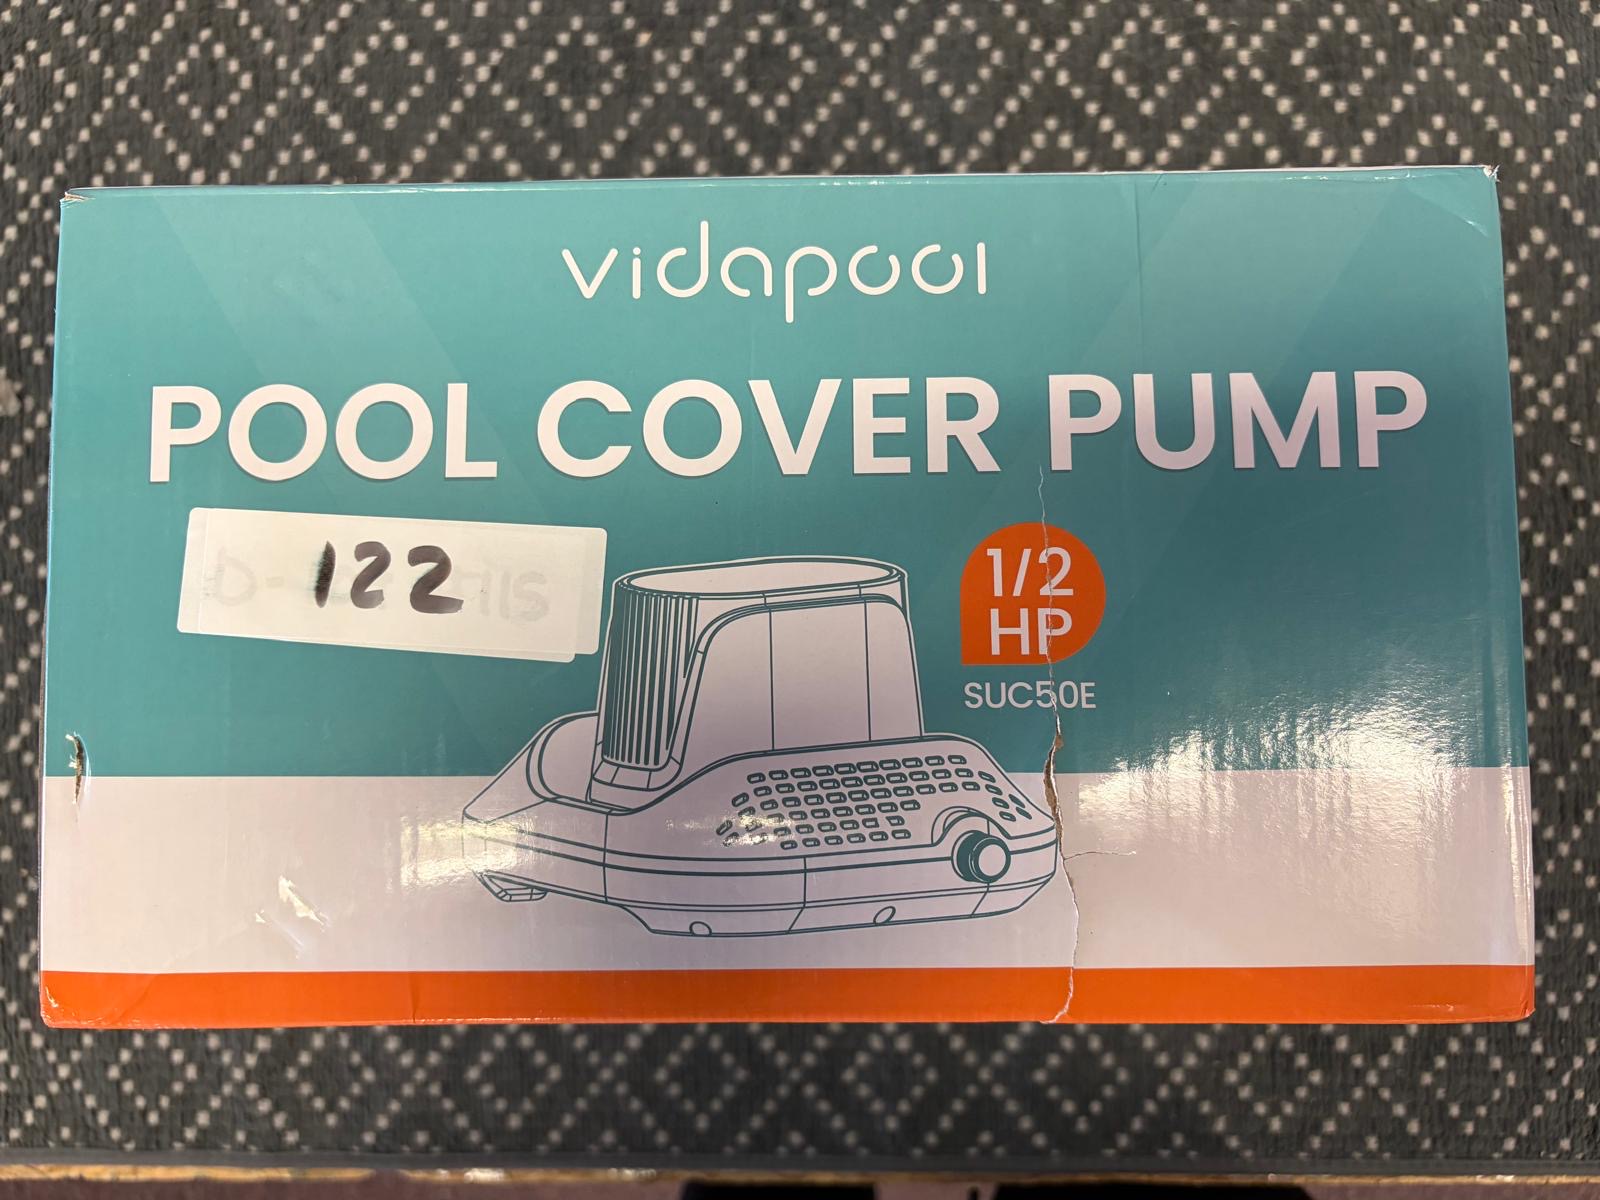 vidapool
POOL COVER PUMP
122
1/2
HP
SUC50E